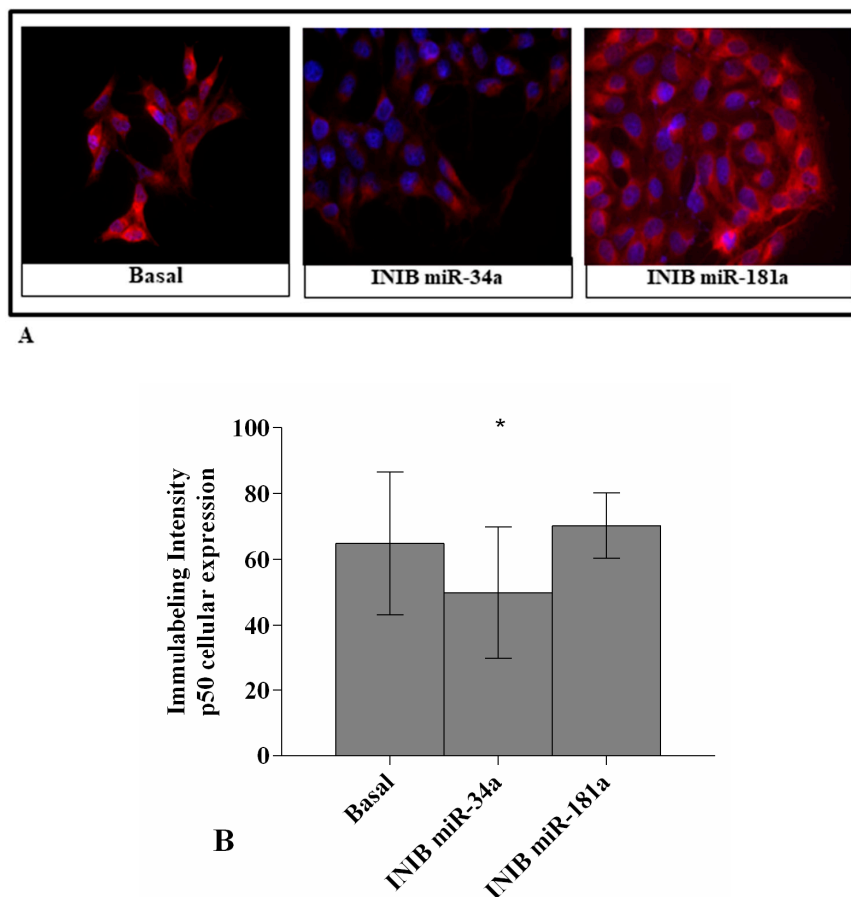 Basal
INIB miR-34a
INIB miR-181a
A
*
100
80
60
40
20
0
Immulabeling Intensity
p50 cellular expression
Basal
INIB miR-34a
INIB miR-181a
B